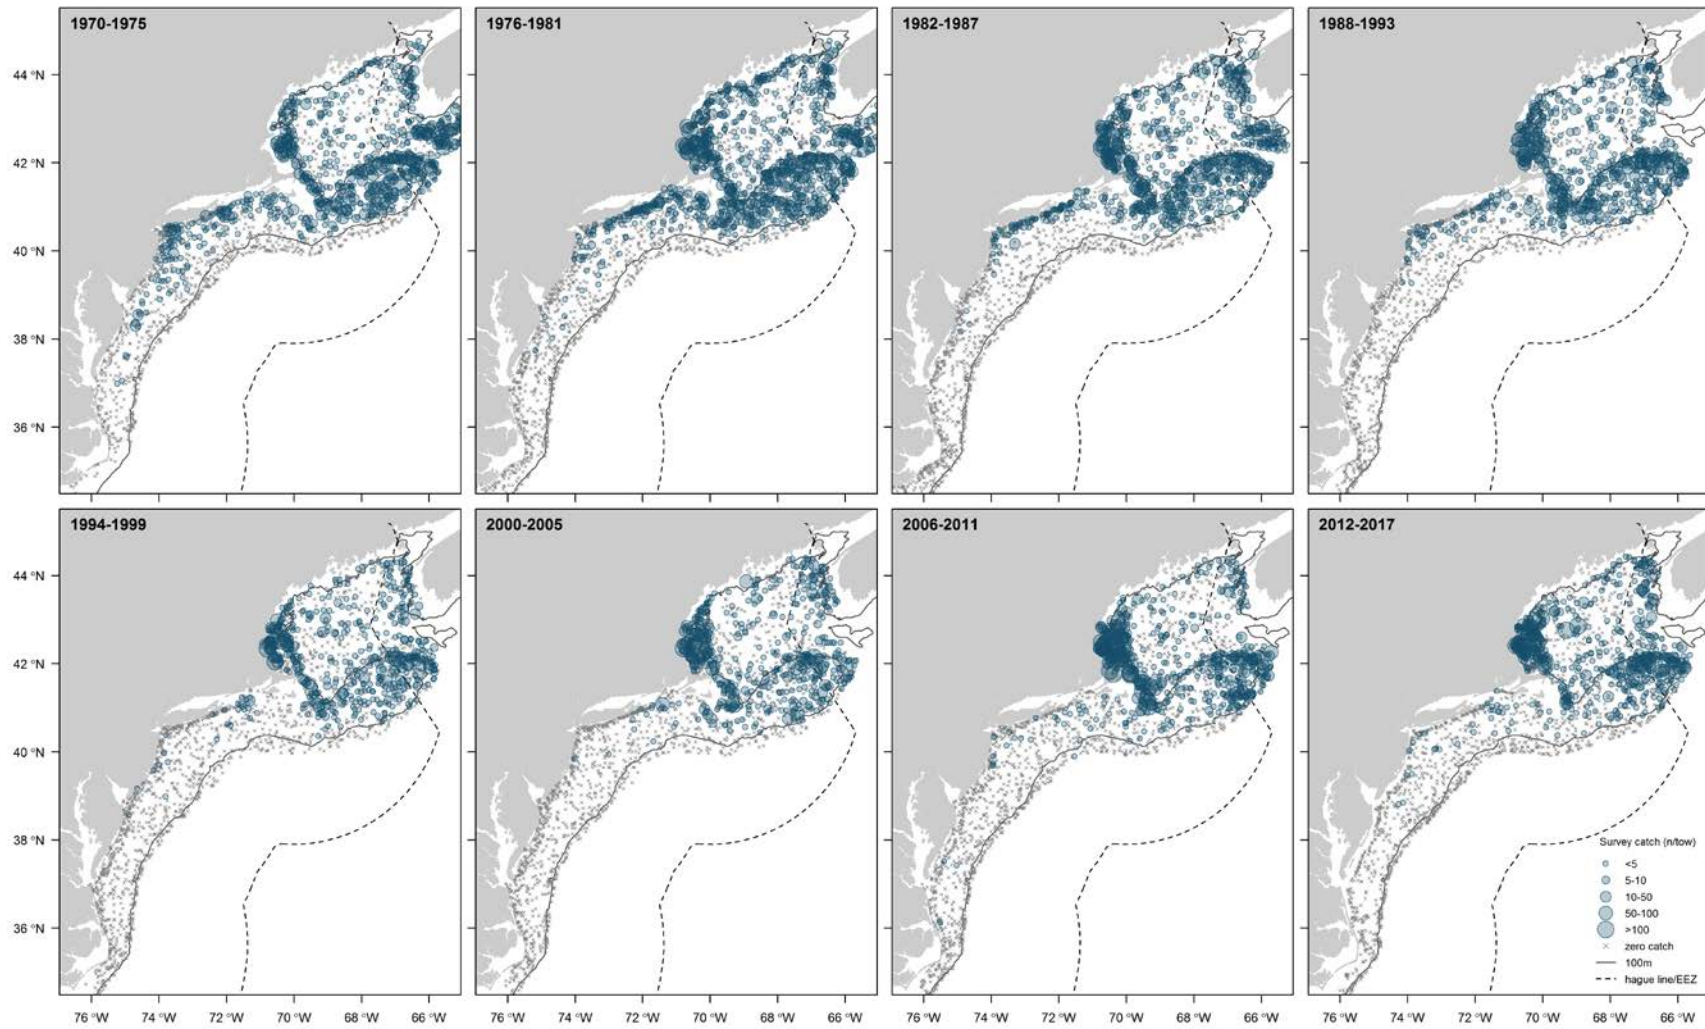 1970-1975
1976-1981
1982-1987
1988-1993
44 °N
42 °N
40 °N
38 °N
36 °N
76 °W 74 °W 72 °W 70 °W 68 °W 66 °W
76 °W 74 °W 72 °W 70 °W 68 °W 66 °W
76 °W 74 °W 72 °W 70 °W 68 °W 66 °W
76 °W 74 °W 72 °W 70 °W 68 °W 66 °W
1994-1999
2000-2005
2006-2011
2012-2017
44 °N
42 °N
40 °N
38 °N
36 °N
Survey catch (n/tow)
<5
5-10
10-50
50-100
>100
zero catch
100m
hague line/EEZ